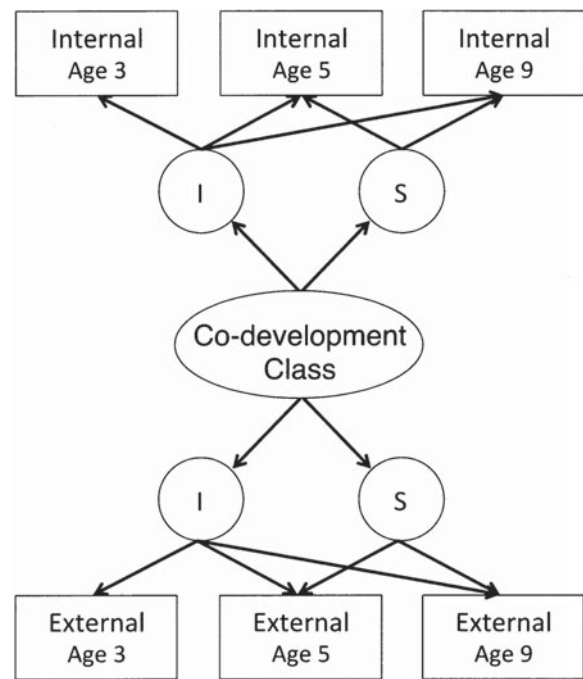 Internal
Age 3
Internal
Age 5
Internal
Age 9
I
S
Co-development
Class
I
S
External
Age 3
External
Age 5
External
Age 9